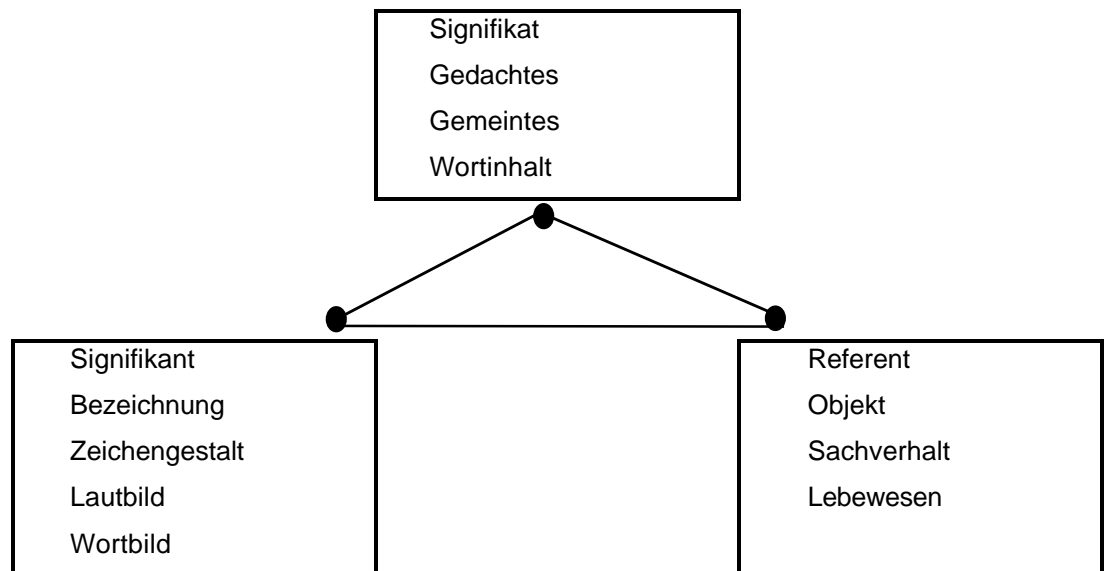 Signifikat
Gedachtes
Gemeintes
Wortinhalt
Signifikant
Bezeichnung
Zeichengestalt
Lautbild
Wortbild
Referent
Objekt
Sachverhalt
Lebewesen